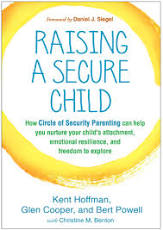 Foreword by Daniel J. Siegel
RAISING
A SECURE
CHILD
How Circle of Security Parenting can help
you nurture your child's attachment,
emotional resilience, and
freedom to explore
Kent Hoffman,
Glen Cooper, and Bert Powell
with Christine M. Benton